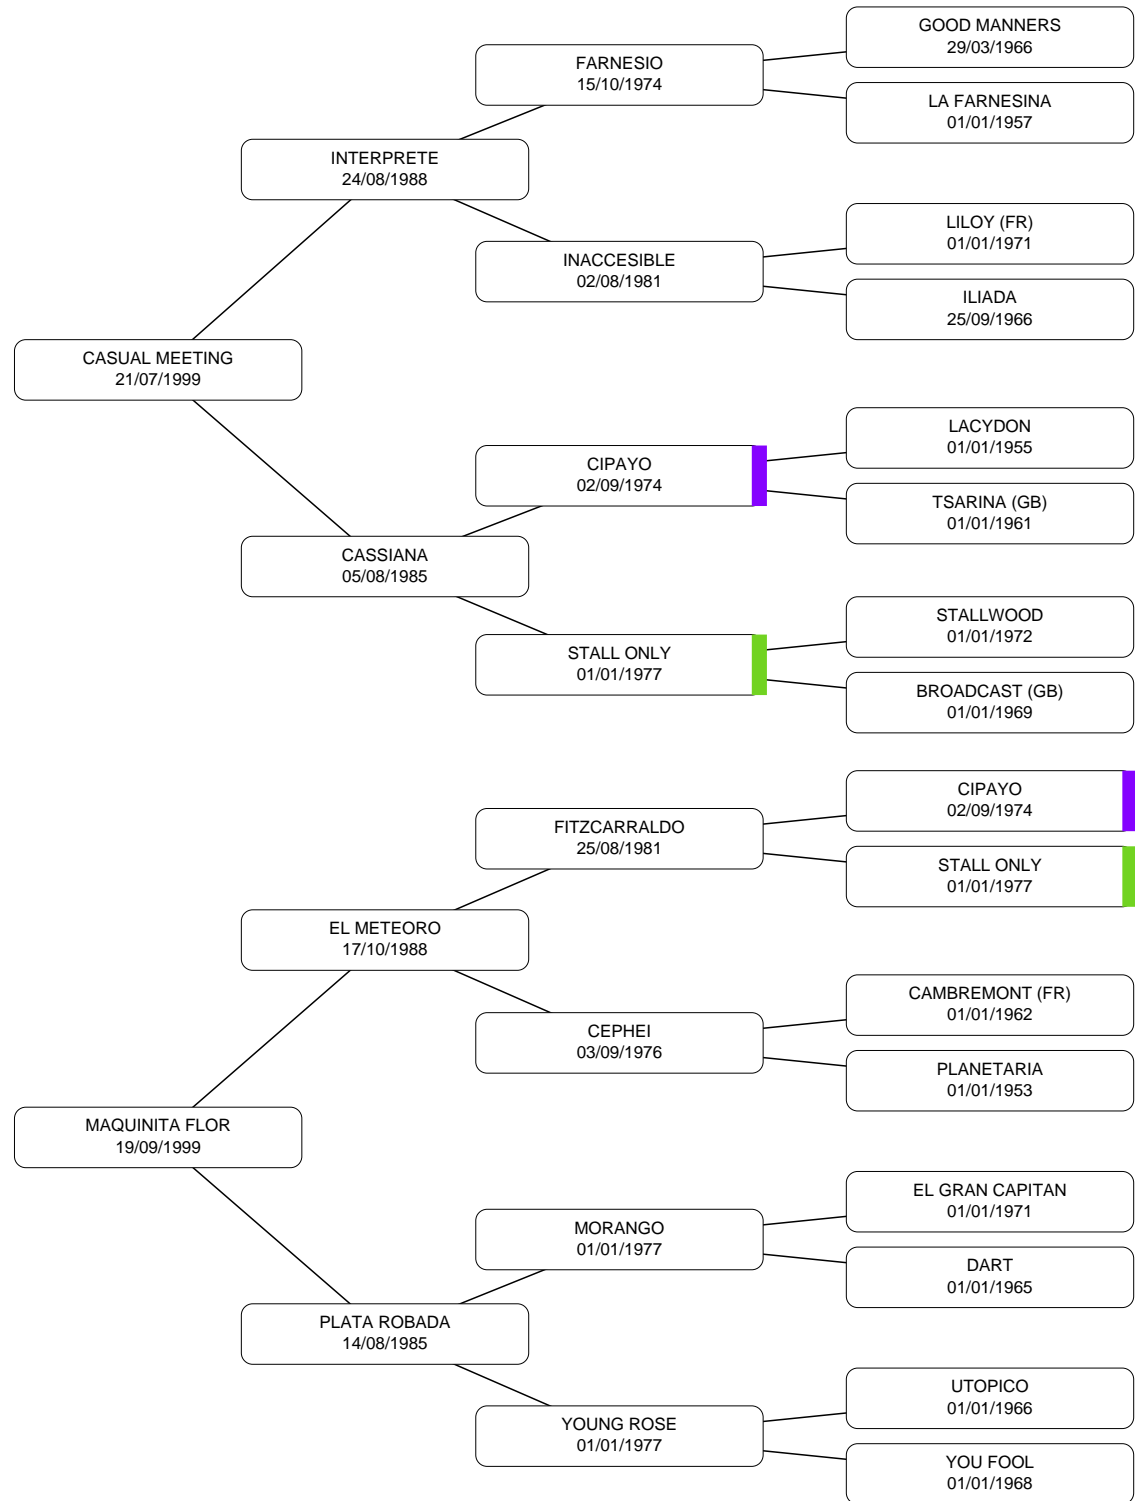 GOOD MANNERS
29/03/1966
FARNESIO
15/10/1974
LA FARNESINA
01/01/1957
INTERPRETE
24/08/1988
LILOY (FR)
01/01/1971
INACCESIBLE
02/08/1981
ILIADA
25/09/1966
CASUAL MEETING
21/07/1999
LACYDON
01/01/1955
CIPAYO
02/09/1974
TSARINA (GB)
01/01/1961
CASSIANA
05/08/1985
STALLWOOD
01/01/1972
STALL ONLY
01/01/1977
BROADCAST (GB)
01/01/1969
CIPAYO
02/09/1974
FITZCARRALDO
25/08/1981
STALL ONLY
01/01/1977
EL METEORO
17/10/1988
CAMBREMONT (FR)
01/01/1962
CEPHEI
03/09/1976
PLANETARIA
01/01/1953
MAQUINITA FLOR
19/09/1999
EL GRAN CAPITAN
01/01/1971
MORANGO
01/01/1977
DART
01/01/1965
PLATA ROBADA
14/08/1985
UTOPICO
01/01/1966
YOUNG ROSE
01/01/1977
YOU FOOL
01/01/1968